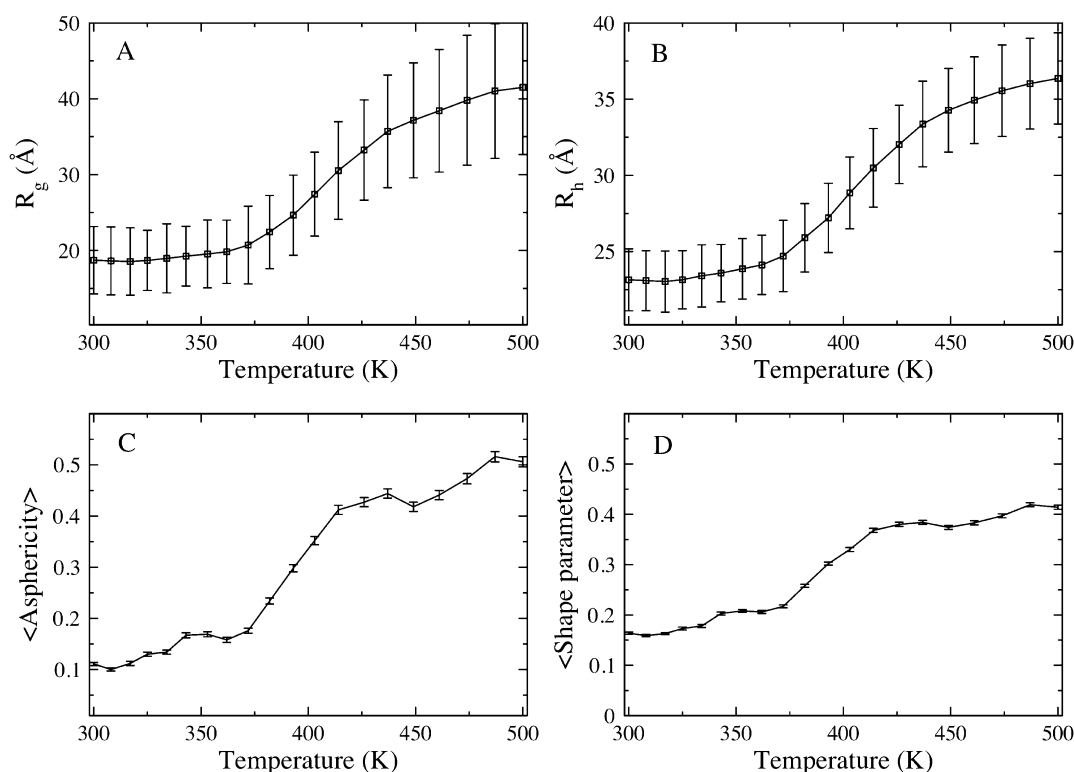 50
40
30
20
R_g (Å)
A
300 350 400 450 500
Temperature (K)
40
35
30
25
R_h (Å)
B
300 350 400 450 500
Temperature (K)
0.5
0.4
0.3
0.2
0.1
<Asphericity>
C
300 350 400 450 500
Temperature (K)
0.5
0.4
0.3
0.2
0.1
0
<Shape parameter>
D
300 350 400 450 500
Temperature (K)